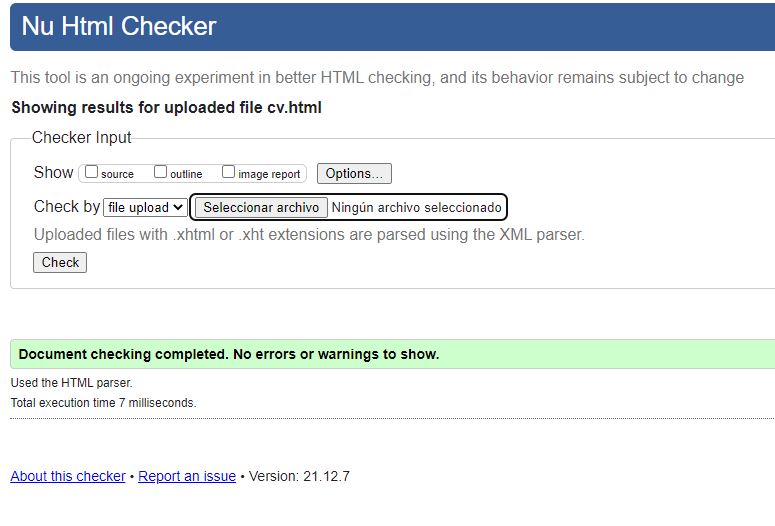 Nu Html Checker
This tool is an ongoing experiment in better HTML checking, and its behavior remains subject to change
Showing results for uploaded file cv.html
Checker Input
Show source outline image report Options...
Check by file upload Seleccionar archivo Ningún archivo seleccionado
Uploaded files with .xhtml or .xht extensions are parsed using the XML parser.
Check
Document checking completed. No errors or warnings to show.
Used the HTML parser.
Total execution time 7 milliseconds.
About this checker • Report an issue • Version: 21.12.7